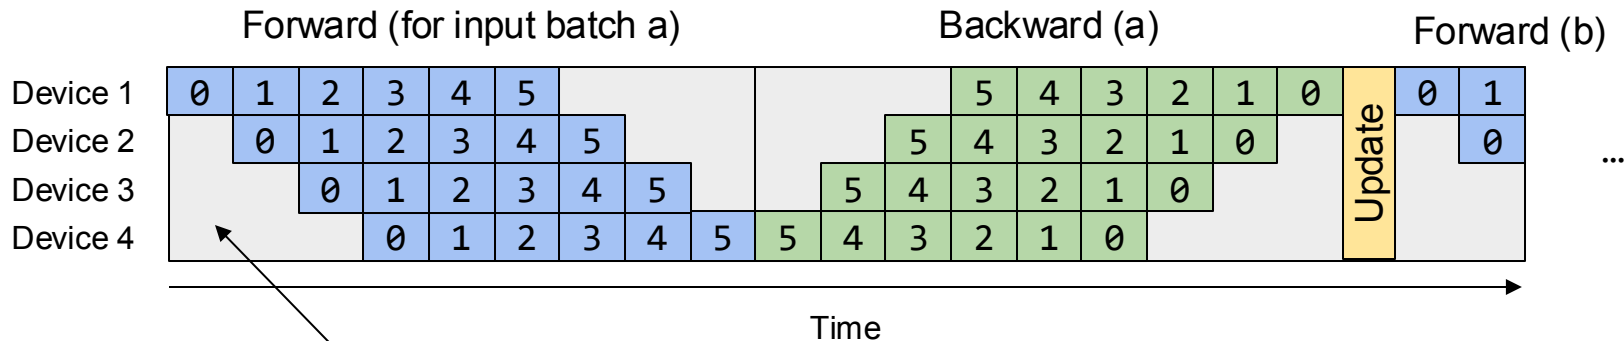 Forward (for input batch a) Backward (a) Forward (b)
Device 1 0 1 2 3 4 5 5 4 3 2 1 0 Update 0 1
Device 2 0 1 2 3 4 5 5 4 3 2 1 0 0 ...
Device 3 0 1 2 3 4 5 5 4 3 2 1 0
Device 4 0 1 2 3 4 5 5 4 3 2 1 0
Time